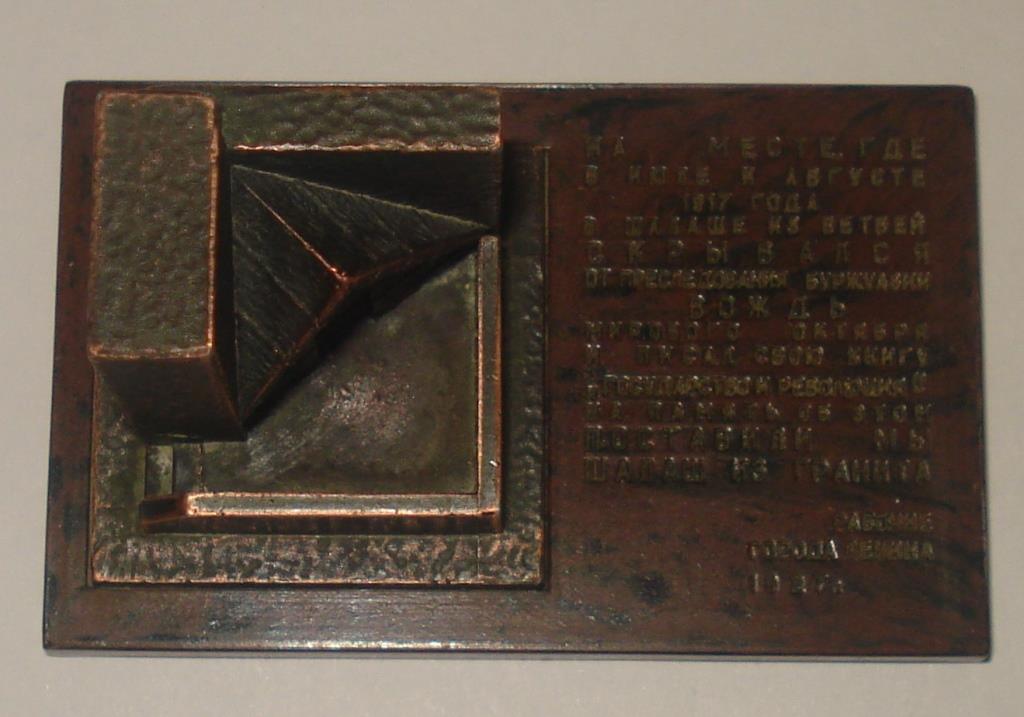 НА МЕСТЕ, ГДЕ
В ИЮЛЕ И АВГУСТЕ
1917 ГОДА
В ШАЛАШЕ ИЗ ВЕТВЕЙ
СКРЫВАЛСЯ
ОТ ПРЕСЛЕДОВАНИЯ БУРЖУАЗИИ
ВОЖДЬ
МИРОВОГО ОКТЯБРЯ
И ПИСАЛ СВОЮ КНИГУ
„ГОСУДАРСТВО И РЕВОЛЮЦИЯ“
НА ПАМЯТЬ ОБ ЭТОМ
ПОСТАВИЛИ МЫ
ШАЛАШ ИЗ ГРАНИТА
РАБОЧИЕ
ГОРОДА ЛЕНИНА
1927г.